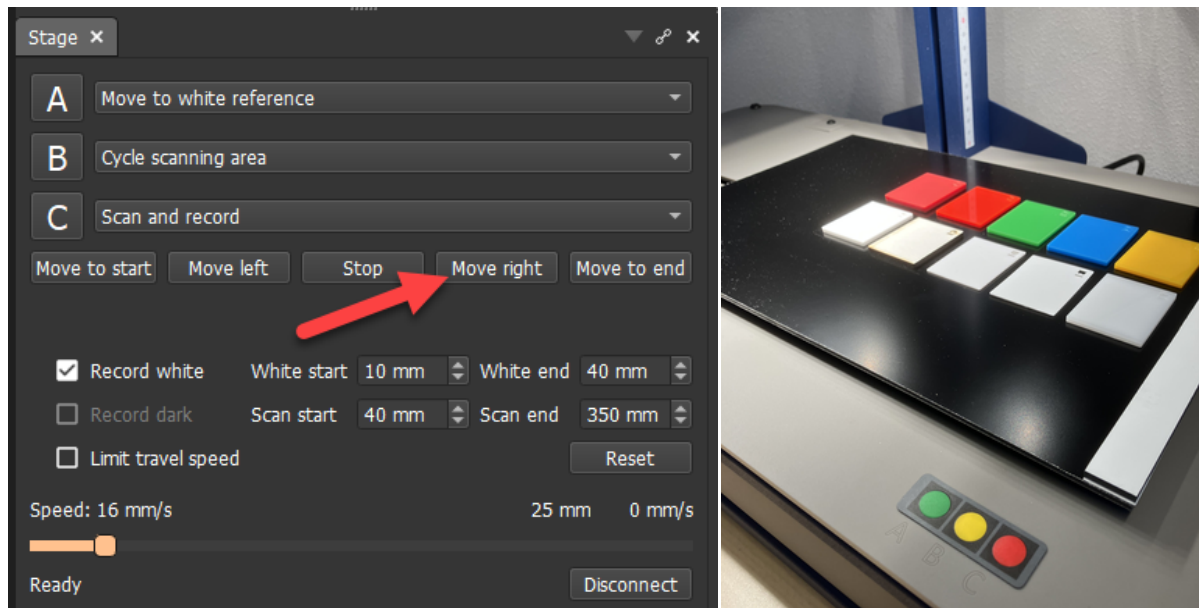 Stage
A Move to white reference
B Cycle scanning area
C Scan and record
Move to start Move left Stop Move right Move to end
Record white White start 10 mm White end 40 mm
Record dark Scan start 40 mm Scan end 350 mm
Limit travel speed Reset
Speed: 16 mm/s 25 mm 0 mm/s
Ready Disconnect
A
B
C